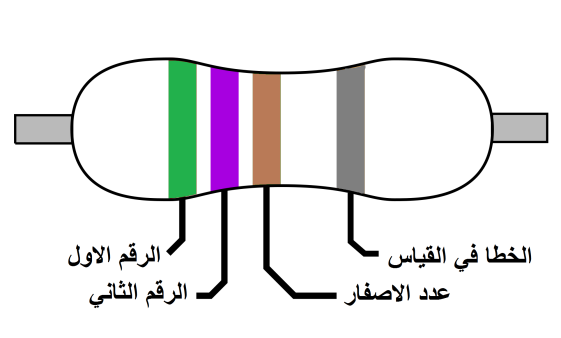 الرقم الاول
الرقم الثاني
عدد الاصفار
الخطا في القياس